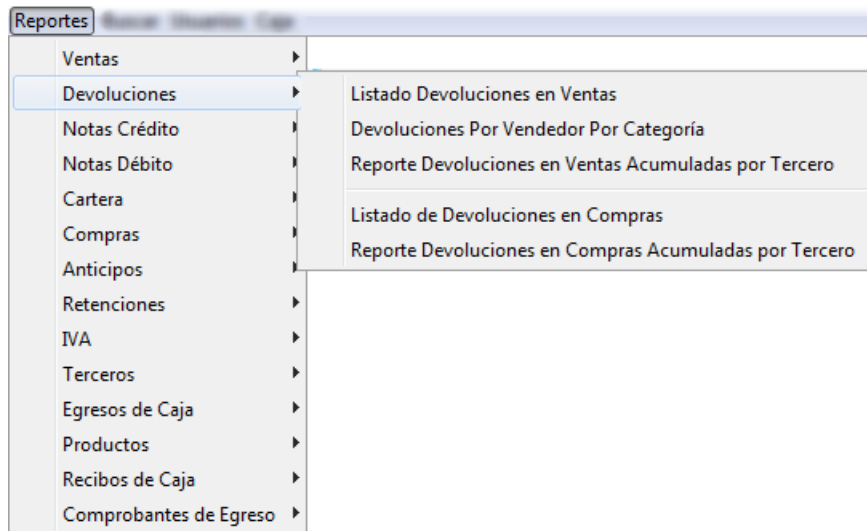 Reportes
Ventas
Devoluciones
Notas Crédito
Notas Débito
Cartera
Compras
Anticipos
Retenciones
IVA
Terceros
Egresos de Caja
Productos
Recibos de Caja
Comprobantes de Egreso
Listado Devoluciones en Ventas
Devoluciones Por Vendedor Por Categoría
Reporte Devoluciones en Ventas Acumuladas por Tercero
Listado de Devoluciones en Compras
Reporte Devoluciones en Compras Acumuladas por Tercero